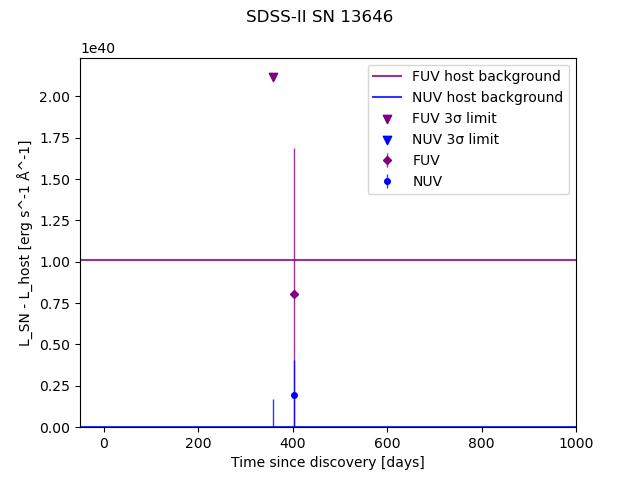 SDSS-II SN 13646
1e40
FUV host background
NUV host background
FUV 3σ limit
NUV 3σ limit
FUV
NUV
2.00
1.75
1.50
1.25
1.00
0.75
0.50
0.25
0.00
L_SN - L_host [erg s^-1 Å^-1]
0 200 400 600 800 1000
Time since discovery [days]